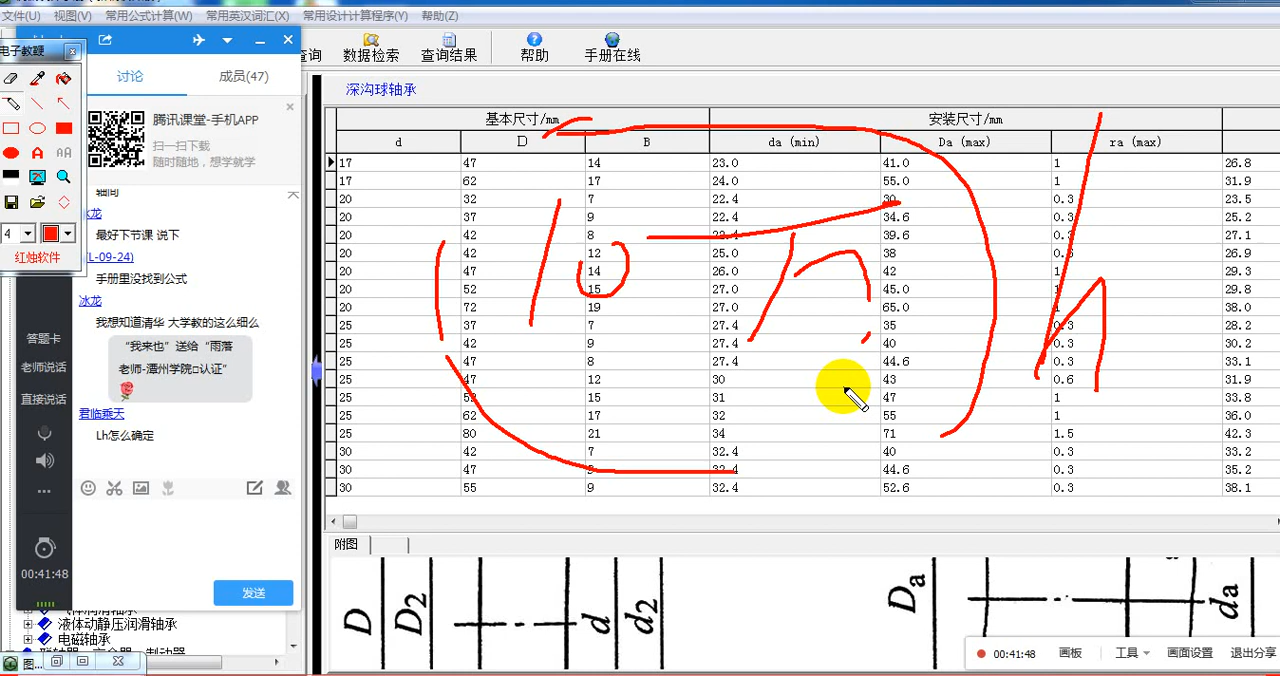 文件(U) 视图(V) 常用公式计算(W) 常用英汉词汇(X) 常用设计计算程序(Y) 帮助(Z)
查询 数据检索 查询结果 帮助 手册在线
电子教鞭
讨论 成员(47)
腾讯课堂-手机APP
扫一扫下载
随时随地，想学就学
4
红烛软件
轴间
冰龙
最好下节课 说下
L-09-24)
手册里没找到公式
冰龙
我想知道清华 大学教的这么细么
“我来也”送给“雨落
老师-潭州学院□认证”
君临乘天
Lh怎么确定
答题卡
老师说话
直接说话
00:41:48
发送
液体动静压润滑轴承
电磁轴承
图...
深沟球轴承
基本尺寸/mm 安装尺寸/mm
d D B da (min) Da (max) ra (max)
17 47 14 23.0 41.0 1 26.8
17 62 17 24.0 55.0 1 31.9
20 32 7 22.4 30 0.3 23.5
20 37 9 22.4 34.6 0.3 25.2
20 42 8 22.4 39.6 0.3 27.1
20 42 12 25.0 38 0.6 26.9
20 47 14 26.0 42 1 29.3
20 52 15 27.0 45.0 1 29.8
20 72 19 27.0 65.0 1 38.0
25 37 7 27.4 35 0.3 28.2
25 42 9 27.4 40 0.3 30.2
25 47 8 27.4 44.6 0.3 33.1
25 47 12 30 43 0.6 31.9
25 52 15 31 47 1 33.8
25 62 17 32 55 1 36.0
25 80 21 34 71 1.5 42.3
30 42 7 32.4 40 0.3 33.2
30 47 9 32.4 44.6 0.3 35.2
30 55 9 32.4 52.6 0.3 38.1
10 万 h
附图
D D2 d d2 Da da
00:41:48 画板 工具 画面设置 退出分享